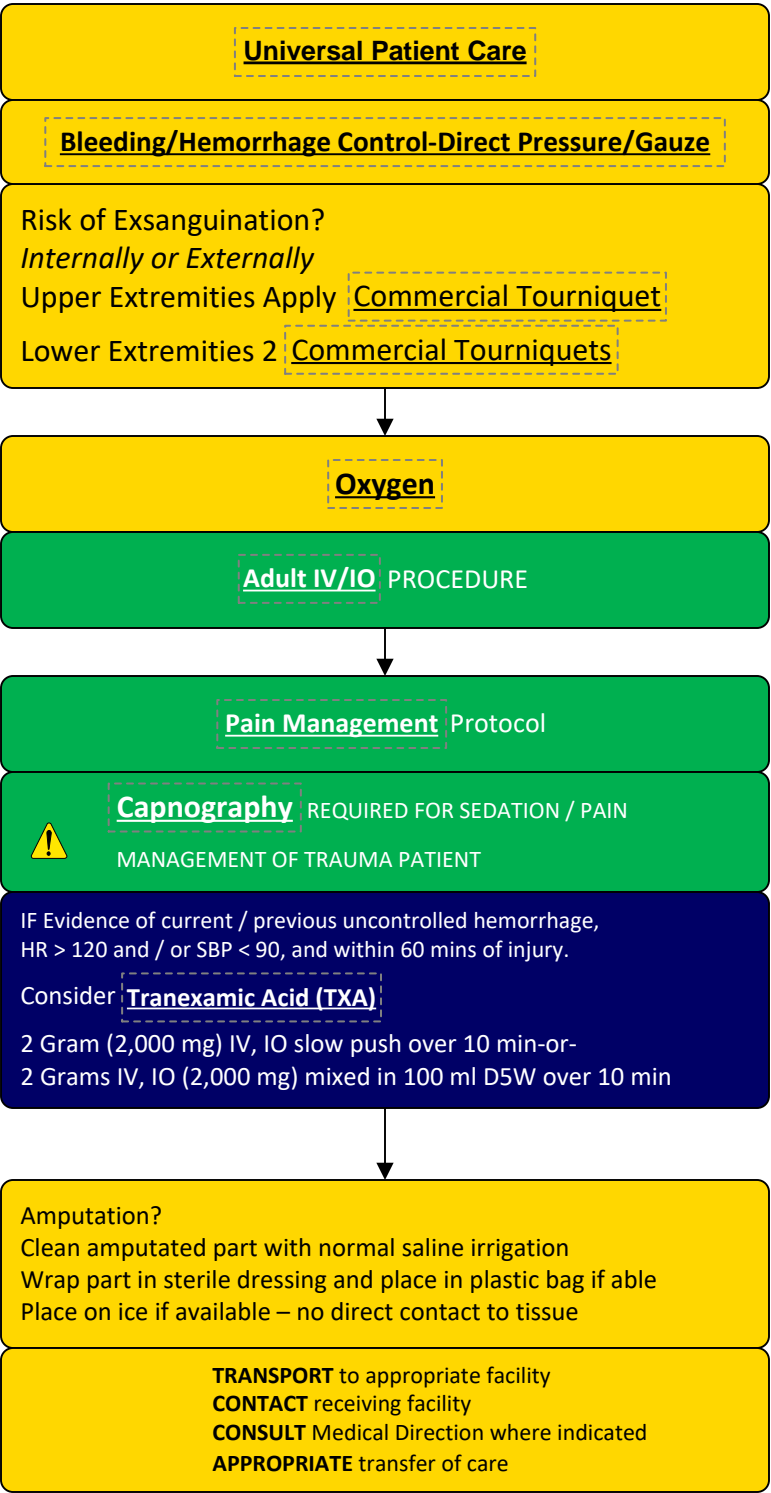 Universal Patient Care
Bleeding/Hemorrhage Control-Direct Pressure/Gauze
Risk of Exsanguination?
Internally or Externally
Upper Extremities Apply Commercial Tourniquet
Lower Extremities 2 Commercial Tourniquets
Oxygen
Adult IV/IO PROCEDURE
Pain Management Protocol
Capnography REQUIRED FOR SEDATION / PAIN
MANAGEMENT OF TRAUMA PATIENT
IF Evidence of current / previous uncontrolled hemorrhage,
HR > 120 and / or SBP < 90, and within 60 mins of injury.
Consider Tranexamic Acid (TXA)
2 Gram (2,000 mg) IV, IO slow push over 10 min-or-
2 Grams IV, IO (2,000 mg) mixed in 100 ml D5W over 10 min
Amputation?
Clean amputated part with normal saline irrigation
Wrap part in sterile dressing and place in plastic bag if able
Place on ice if available – no direct contact to tissue
TRANSPORT to appropriate facility
CONTACT receiving facility
CONSULT Medical Direction where indicated
APPROPRIATE transfer of care